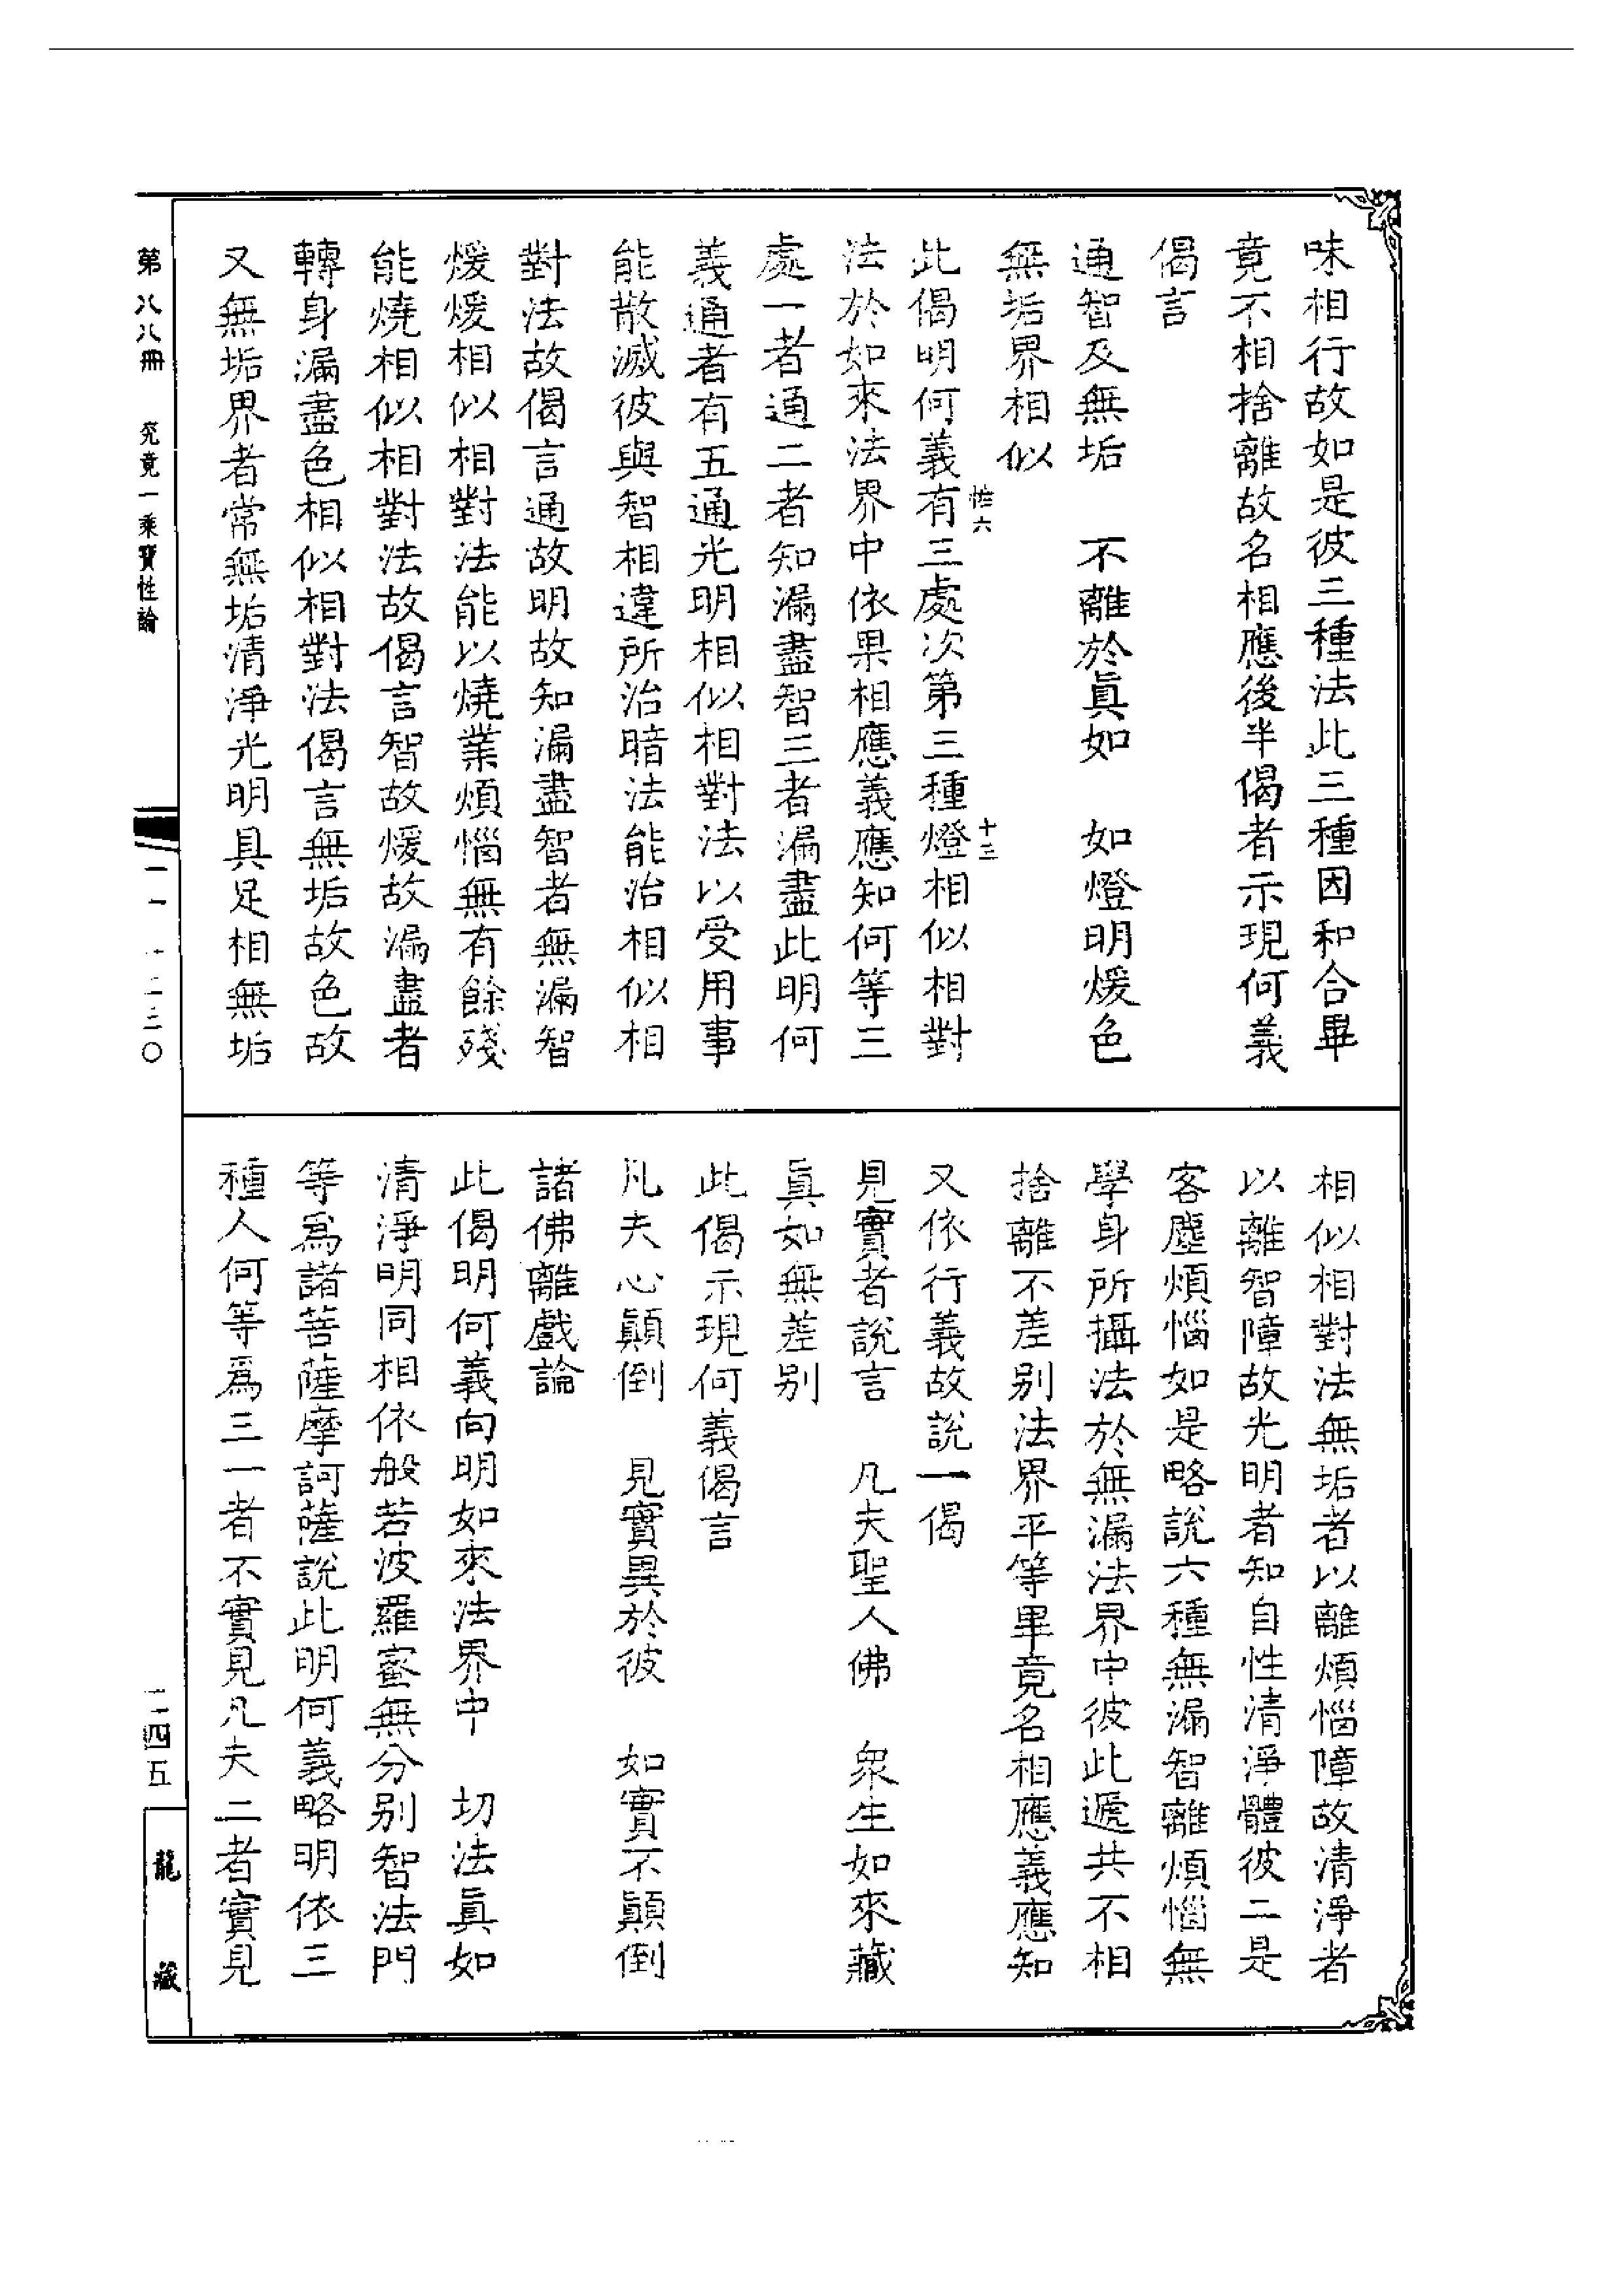 味相行故如是彼三種法此三種因和合畢
竟不相捨離故名相應後半偈者示現何義
偈言
通智及無垢　不離於眞如　如燈明煖色
無垢界相似
此偈明何義有三處次第三種燈相似相對
性六　十三
法於如來法界中依果相應義應知何等三
處一者通二者知漏盡智三者漏盡此明何
義通者有五通光明相似相對法以受用事
能散滅彼與智相違所治暗法能治相似相
對法故偈言通故明故知漏盡智者無漏智
煖煖相似相對法能以燒業煩惱無有餘殘
能燒相似相對法故偈言智故煖故漏盡者
轉身漏盡色相似相對法偈言無垢故色故
又無垢界者常無垢清淨光明具足相無垢
相似相對法無垢者以離煩惱障故清淨者
以離智障故光明者知自性清淨體彼二是
客塵煩惱如是略說六種無漏智離煩惱無
學身所攝法於無漏法界中彼此遞共不相
捨離不差別法界平等畢竟名相應義應知
又依行義故說一偈
見實者說言　凡夫聖人佛　衆生如來藏
眞如無差別
此偈示現何義偈言
凡夫心顚倒　見實異於彼　如實不顚倒
諸佛離戲論
此偈明何義向明如來法界中　切法眞如
清淨明同相依般若波羅蜜無分別智法門
等爲諸菩薩摩訶薩說此明何義略明依三
種人何等爲三一者不實見凡夫二者實見
第八八冊　究竟一乘寶性論
一一二三〇
二四五
龍藏